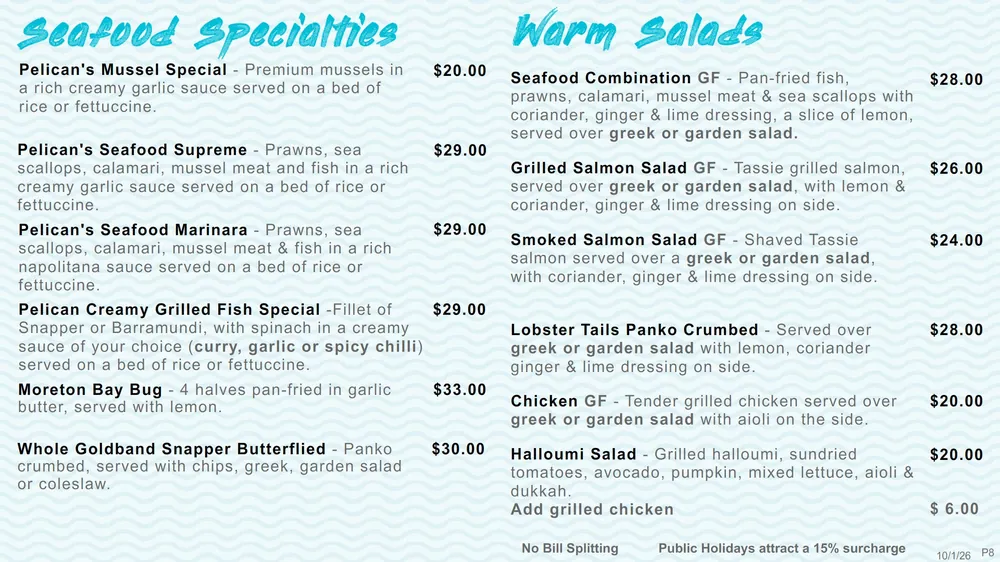 Seafood Specialties
Pelican's Mussel Special - Premium mussels in $20.00
a rich creamy garlic sauce served on a bed of
rice or fettuccine.
Pelican's Seafood Supreme - Prawns, sea $29.00
scallops, calamari, mussel meat and fish in a rich
creamy garlic sauce served on a bed of rice or
fettuccine.
Pelican's Seafood Marinara - Prawns, sea $29.00
scallops, calamari, mussel meat & fish in a rich
napolitana sauce served on a bed of rice or
fettuccine.
Pelican Creamy Grilled Fish Special -Fillet of $29.00
Snapper or Barramundi, with spinach in a creamy
sauce of your choice (curry, garlic or spicy chilli)
served on a bed of rice or fettuccine.
Moreton Bay Bug - 4 halves pan-fried in garlic $33.00
butter, served with lemon.
Whole Goldband Snapper Butterflied - Panko $30.00
crumbed, served with chips, greek, garden salad
or coleslaw.
Warm Salads
Seafood Combination GF - Pan-fried fish, $28.00
prawns, calamari, mussel meat & sea scallops with
coriander, ginger & lime dressing, a slice of lemon,
served over greek or garden salad.
Grilled Salmon Salad GF - Tassie grilled salmon, $26.00
served over greek or garden salad, with lemon &
coriander, ginger & lime dressing on side.
Smoked Salmon Salad GF - Shaved Tassie $24.00
salmon served over a greek or garden salad,
with coriander, ginger & lime dressing on side.
Lobster Tails Panko Crumbed - Served over $28.00
greek or garden salad with lemon, coriander
ginger & lime dressing on side.
Chicken GF - Tender grilled chicken served over $20.00
greek or garden salad with aioli on the side.
Halloumi Salad - Grilled halloumi, sundried $20.00
tomatoes, avocado, pumpkin, mixed lettuce, aioli &
dukkah.
Add grilled chicken $ 6.00
No Bill Splitting Public Holidays attract a 15% surcharge 10/1/26 P8